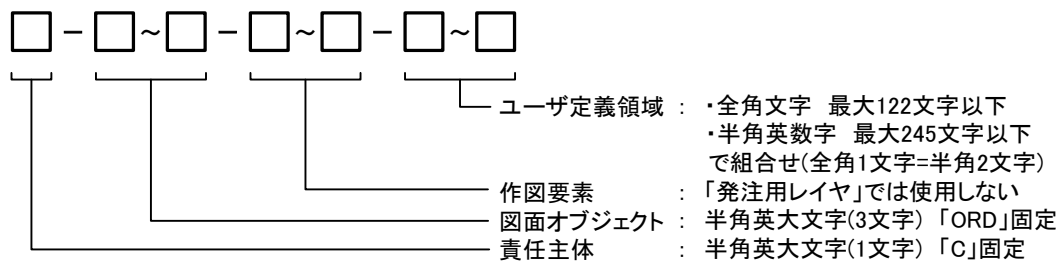 □-□~□-□~□-□~□
ユーザ定義領域 : ・全角文字 最大122文字以下
・半角英数字 最大245文字以下
で組合せ(全角1文字=半角2文字)
作図要素 : 「発注用レイヤ」では使用しない
図面オブジェクト : 半角英大文字(3文字) 「ORD」固定
責任主体 : 半角英大文字(1文字) 「C」固定